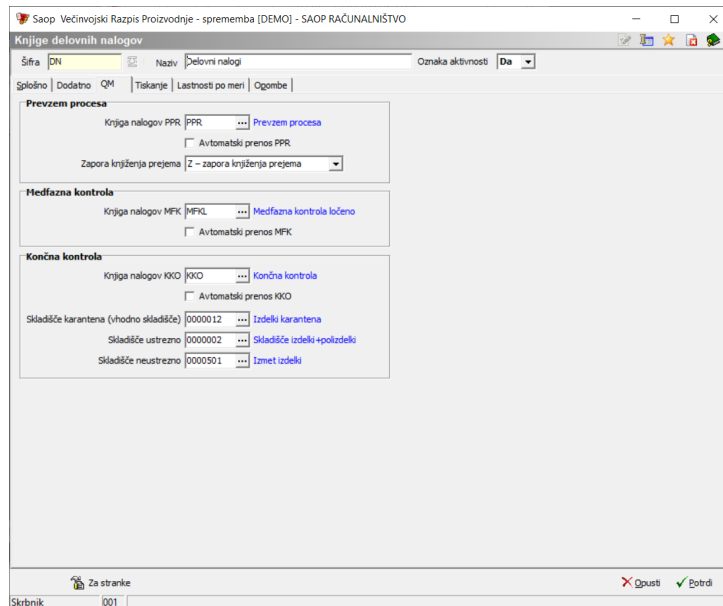 Saop Večinvojski Razpis Proizvodnje - sprememba [DEMO] - SAOP RAČUNALNIŠTVO
Knjige delovnih nalogov
Šifra DN Naziv Delovni nalogi Oznaka aktivnosti Da
Splošno Dodatno QM Tiskanje Lastnosti po meri Opombe
Prevzem procesa
Knjiga nalogov PPR PPR ... Prevzem procesa
Avtomatski prenos PPR
Zapora knjiženja prejema Z – zapora knjiženja prejema
Medfazna kontrola
Knjiga nalogov MFK MFKL ... Medfazna kontrola ločeno
Avtomatski prenos MFK
Končna kontrola
Knjiga nalogov KKO KKO ... Končna kontrola
Avtomatski prenos KKO
Skladišče karantena (vhodno skladišče) 0000012 ... Izdelki karantena
Skladišče ustrezno 0000002 ... Skladišče izdelki+polizdelki
Skladišče neustrezno 0000501 ... Izmet izdelki
Za stranke Opusti Potrdi
Skrbnik 001